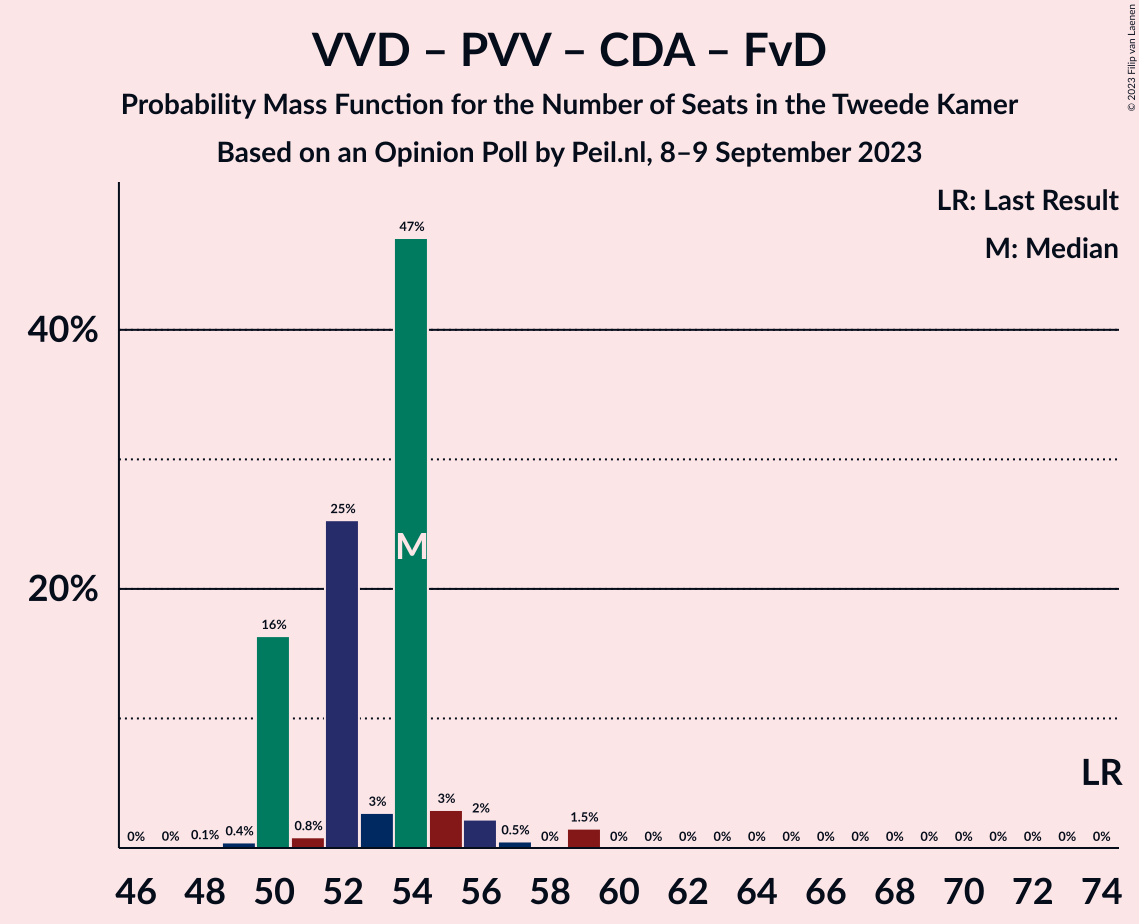 VVD – PVV – CDA – FvD
Probability Mass Function for the Number of Seats in the Tweede Kamer
Based on an Opinion Poll by Peil.nl, 8–9 September 2023
© 2023 Filip van Laenen
LR: Last Result
M: Median
40%
20%
0% 0% 0.1% 0.4% 16% 0.8% 25% 3% 47% 3% 2% 0.5% 0% 1.5% 0% 0% 0% 0% 0% 0% 0% 0% 0% 0% 0% 0% 0% 0% 0%
M
LR
46 48 50 52 54 56 58 60 62 64 66 68 70 72 74